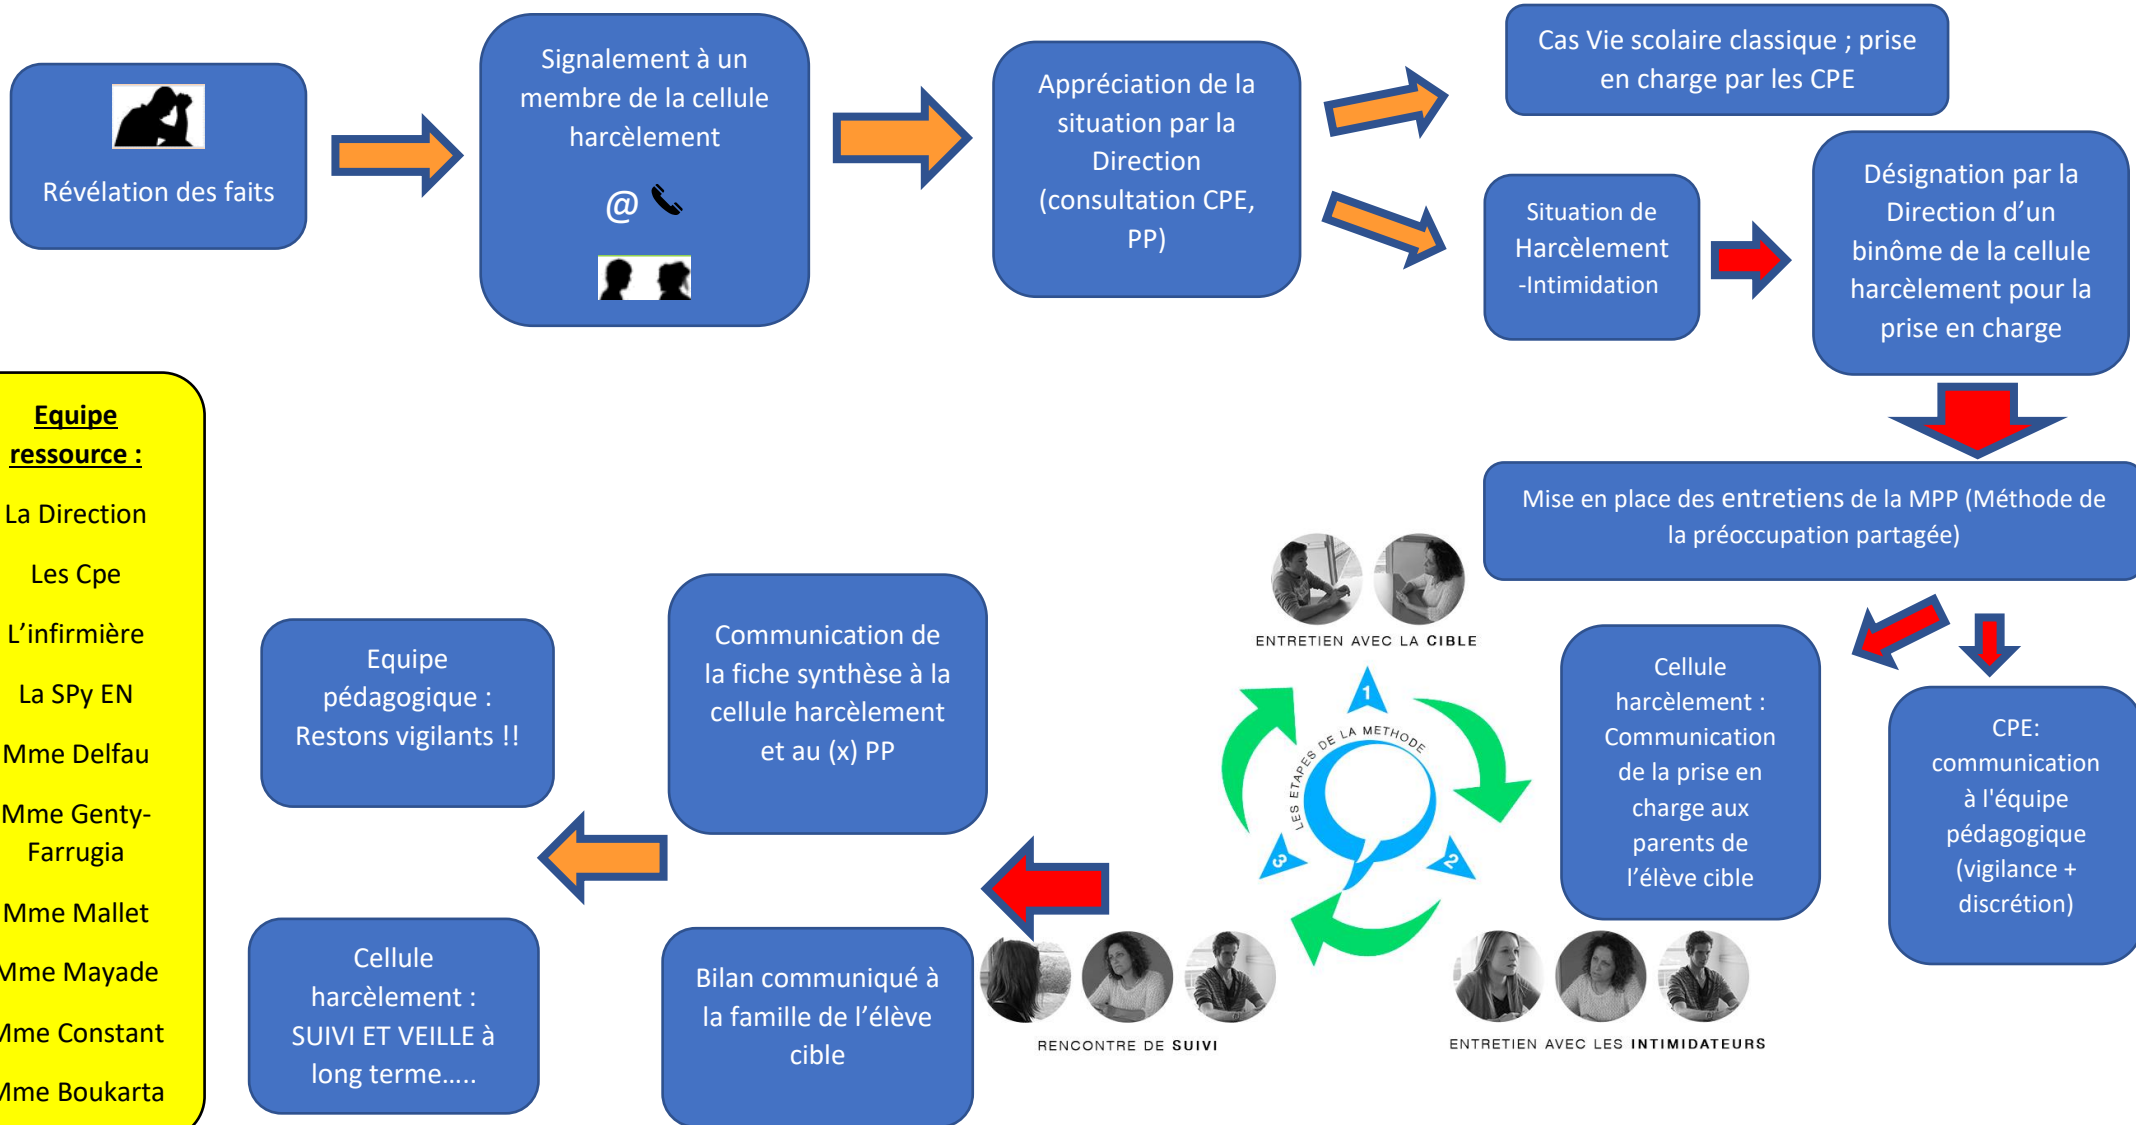 Révélation des faits
Signalement à un
membre de la cellule
harcèlement
@
Appréciation de la
situation par la
Direction
(consultation CPE,
PP)
Cas Vie scolaire classique ; prise
en charge par les CPE
Situation de
Harcèlement
-Intimidation
Désignation par la
Direction d’un
binôme de la cellule
harcèlement pour la
prise en charge
Mise en place des entretiens de la MPP (Méthode de
la préoccupation partagée)
Equipe
ressource :
La Direction
Les Cpe
L’infirmière
La SPy EN
Mme Delfau
Mme Genty-
Farrugia
Mme Mallet
Mme Mayade
Mme Constant
Mme Boukarta
ENTRETIEN AVEC LA CIBLE
LES ETAPES DE LA METHODE
1
2
3
ENTRETIEN AVEC LES INTIMIDATEURS
RENCONTRE DE SUIVI
Cellule
harcèlement :
Communication
de la prise en
charge aux
parents de
l’élève cible
CPE:
communication
à l'équipe
pédagogique
(vigilance +
discrétion)
Communication de
la fiche synthèse à la
cellule harcèlement
et au (x) PP
Bilan communiqué à
la famille de l’élève
cible
Equipe
pédagogique :
Restons vigilants !!
Cellule
harcèlement :
SUIVI ET VEILLE à
long terme.....